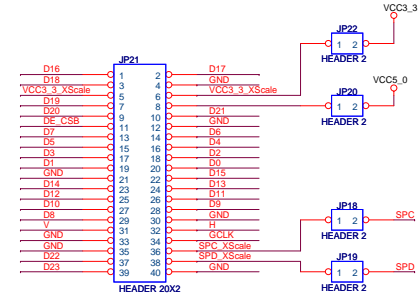 VCC3_3
JP22
1 2
HEADER 2
VCC5_0
JP20
1 2
HEADER 2
JP21
D16 1 2 D17
D18 3 4 GND
VCC3_3_XScale 5 6 VCC3_3_XScale
D19 7 8
D20 9 10 D21
DE_CSB 11 12 GND
D7 13 14 D6
D5 15 16 D4
D3 17 18 D2
D1 19 20 D0
GND 21 22 D15
D14 23 24 D13
D12 25 26 D11
D10 27 28 D9
D8 29 30 GND
V 31 32 H
GND 33 34 GCLK
GND 35 36 SPC_XScale
D22 37 38 SPD_XScale
D23 39 40 GND
HEADER 20X2
JP18
1 2 SPC
HEADER 2
JP19
1 2 SPD
HEADER 2